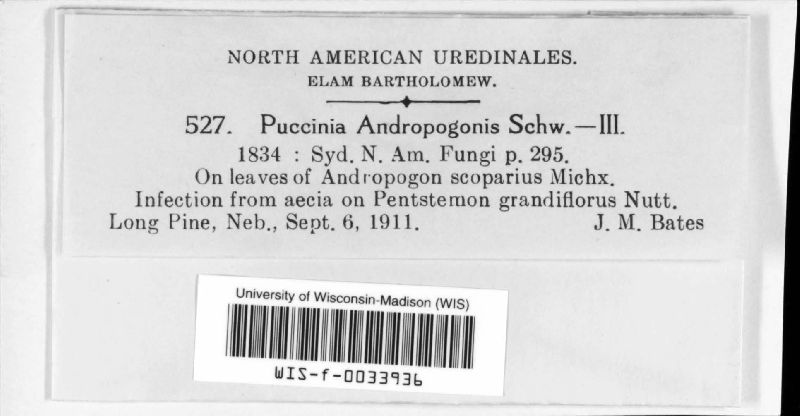 NORTH AMERICAN UREDINALES.
ELAM BARTHOLOMEW.
527. Puccinia Andropogonis Schw.—III.
1834 : Syd. N. Am. Fungi p. 295.
On leaves of Andropogon scoparius Michx.
Infection from aecia on Pentstemon grandiflorus Nutt.
Long Pine, Neb., Sept. 6, 1911. J. M. Bates
University of Wisconsin-Madison (WIS)
WIS-f-0033936